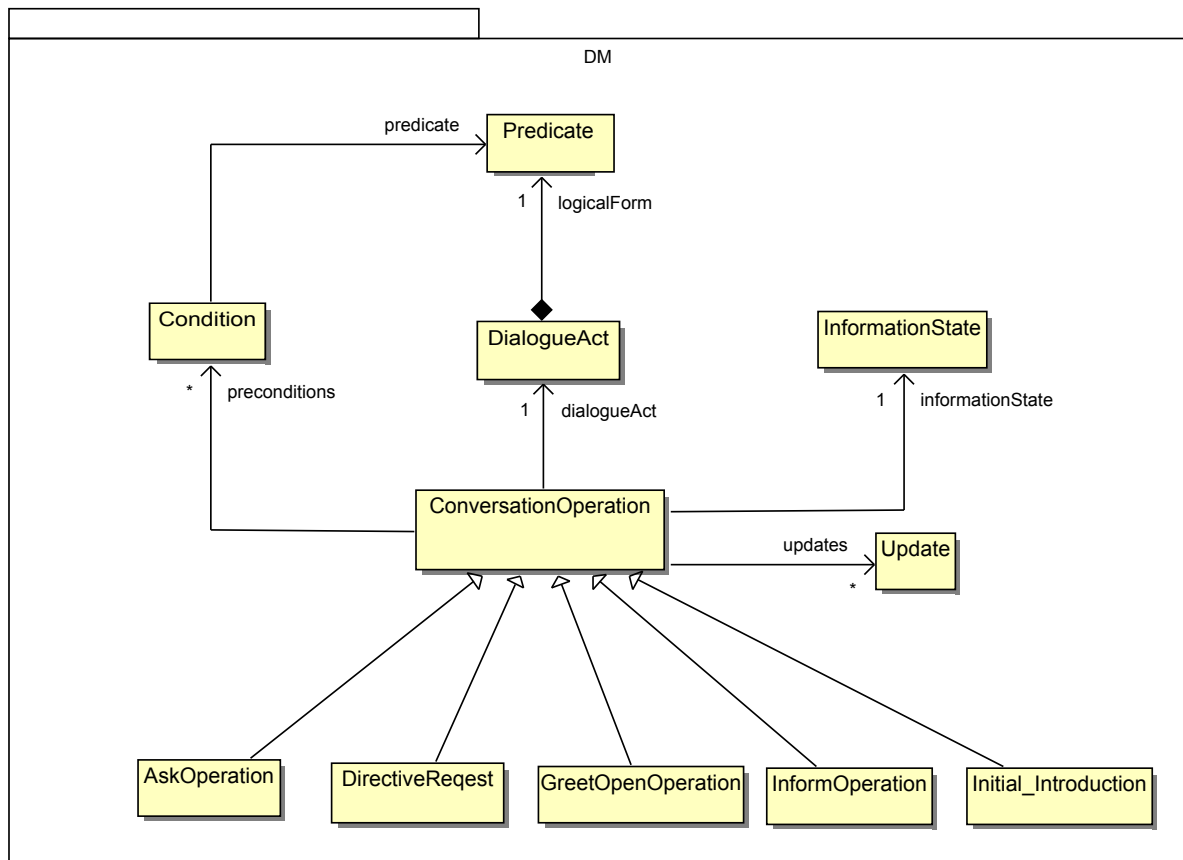 DM
predicate
Predicate
1
logicalForm
Condition
DialogueAct
InformationState
*
preconditions
1
dialogueAct
1
informationState
ConversationOperation
updates
Update
*
AskOperation
DirectiveReqest
GreetOpenOperation
InformOperation
Initial_Introduction